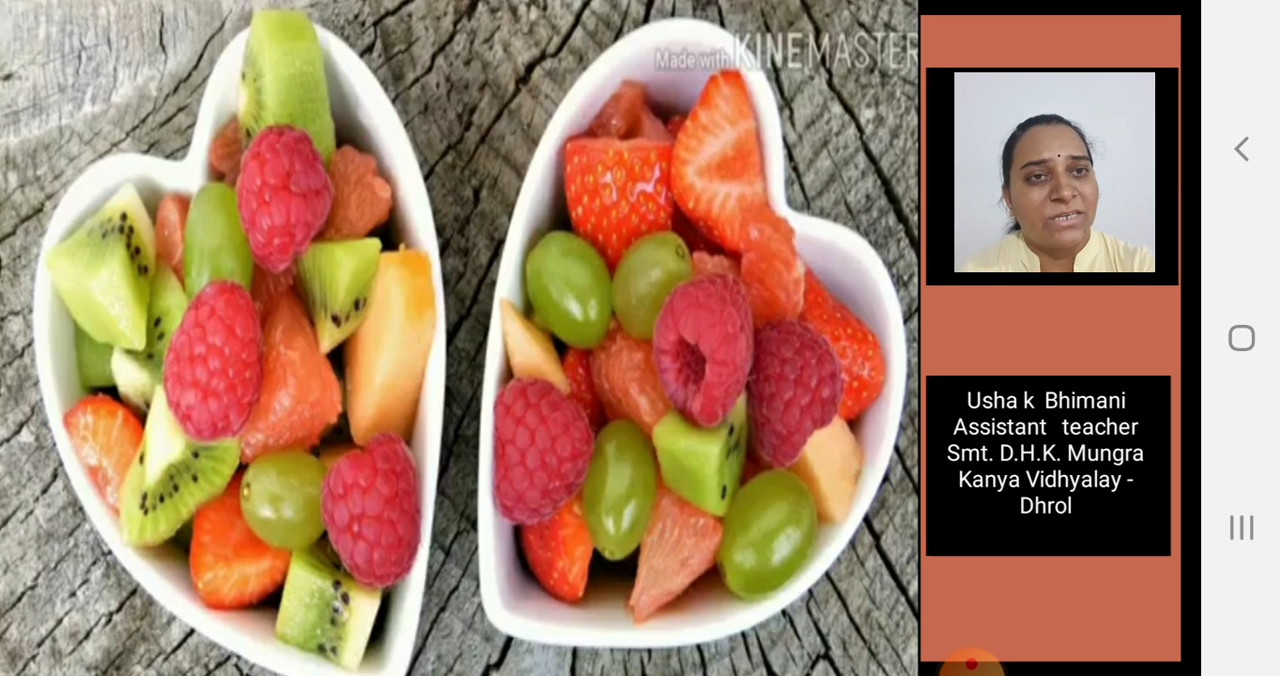 Made with KINEMASTER
Usha k Bhimani
Assistant teacher
Smt. D.H.K. Mungra
Kanya Vidhyalay -
Dhrol